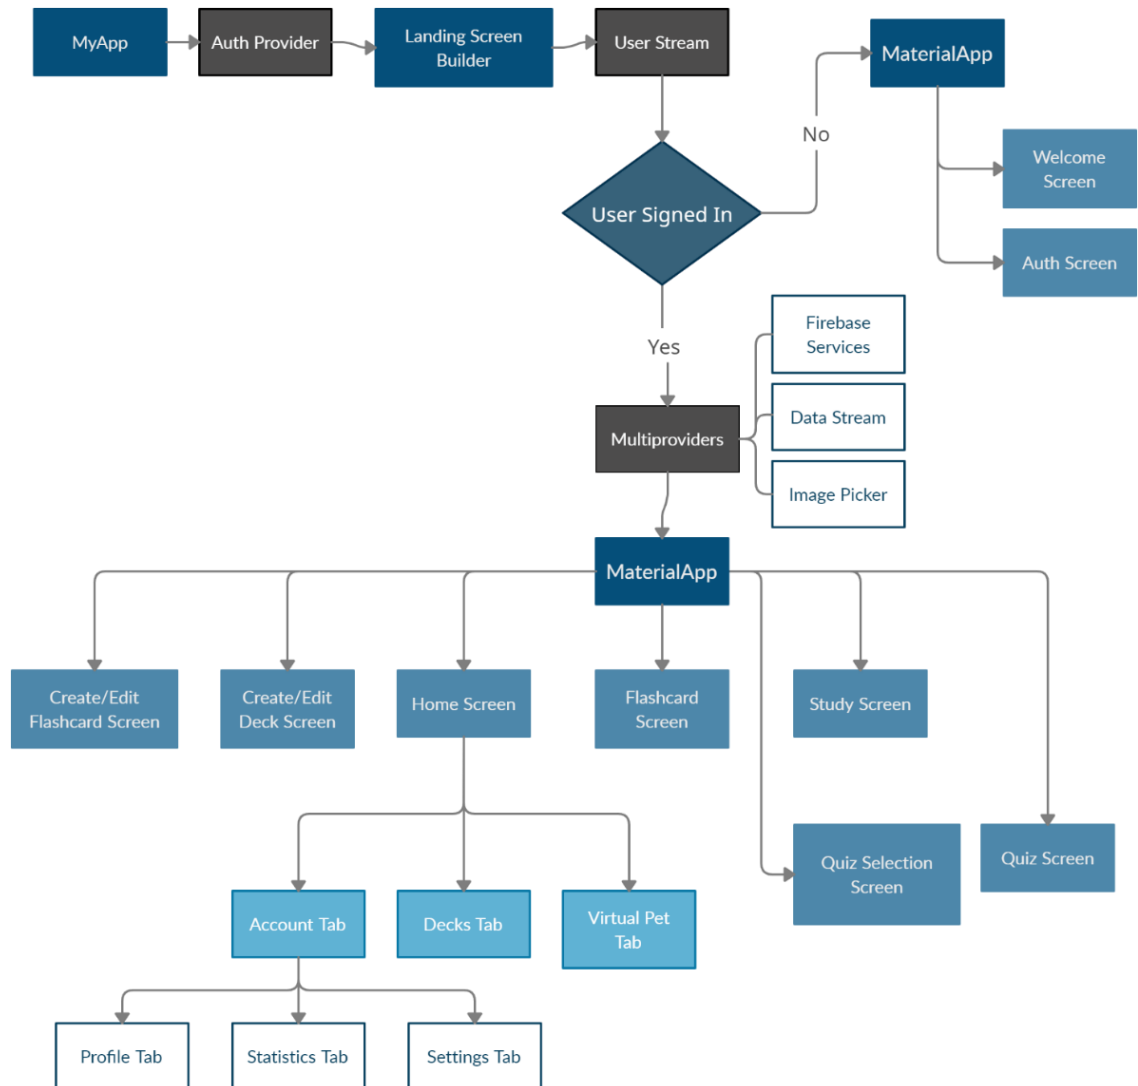 MyApp
Auth Provider
Landing Screen
Builder
User Stream
MaterialApp
No
Welcome
Screen
User Signed In
Auth Screen
Yes
Firebase
Services
Multiproviders
Data Stream
Image Picker
MaterialApp
Create/Edit
Flashcard Screen
Create/Edit
Deck Screen
Home Screen
Flashcard
Screen
Study Screen
Quiz Selection
Screen
Quiz Screen
Account Tab
Decks Tab
Virtual Pet
Tab
Profile Tab
Statistics Tab
Settings Tab